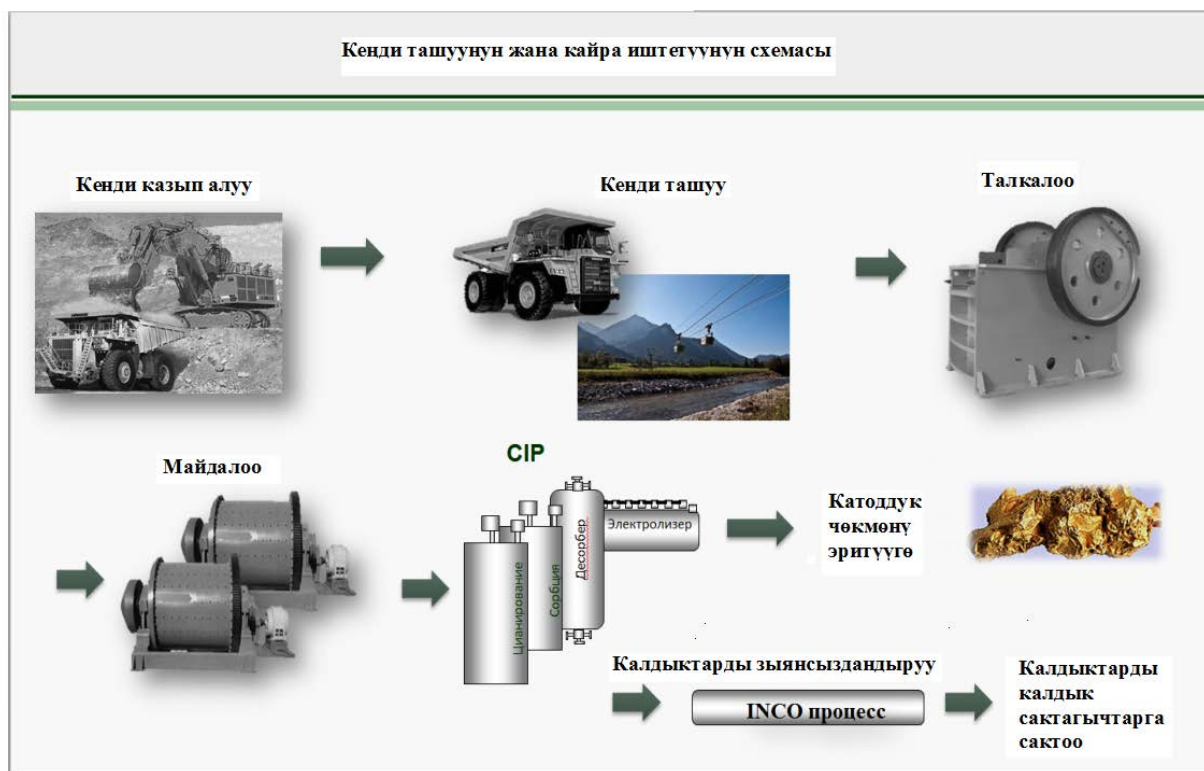 Кенди ташуунун жана кайра иштетүүнүн схемасы
Кенди казып алуу
Кенди ташуу
Талкалоо
Майдалоо
CIP
Цианирование
Сорбция
Десорбер
Электролизер
Катоддук
чөкмөнү
эритүүгө
Калдыктарды зыянсыздандыруу
INCO процесс
Калдыктарды
калдык
сактагычтарга
сактоо